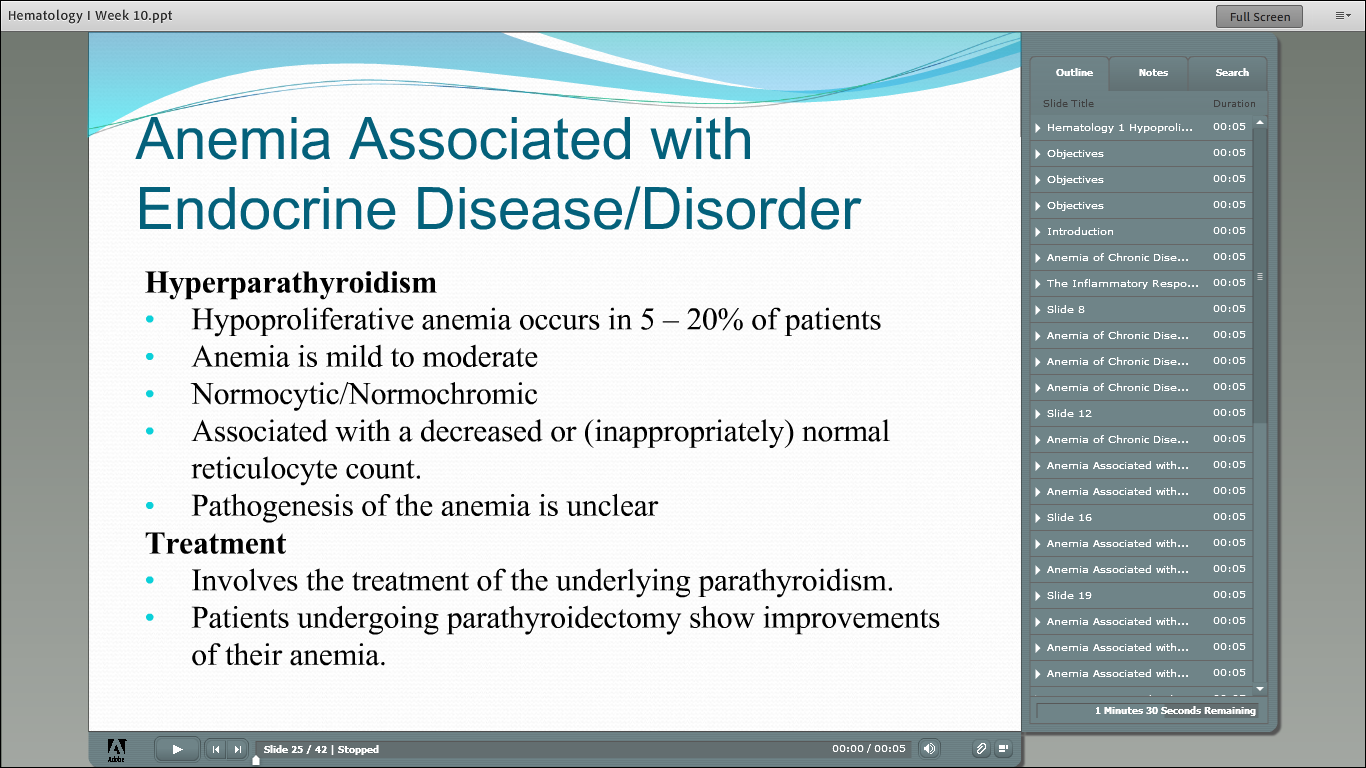 Hematology I Week 10.ppt
Full Screen
Anemia Associated with
Endocrine Disease/Disorder
Hyperparathyroidism
• Hypoproliferative anemia occurs in 5 – 20% of patients
• Anemia is mild to moderate
• Normocytic/Normochromic
• Associated with a decreased or (inappropriately) normal
reticulocyte count.
• Pathogenesis of the anemia is unclear
Treatment
• Involves the treatment of the underlying parathyroidism.
• Patients undergoing parathyroidectomy show improvements
of their anemia.
Outline Notes Search
Slide Title Duration
Hematology 1 Hypoproli... 00:05
Objectives 00:05
Objectives 00:05
Objectives 00:05
Introduction 00:05
Anemia of Chronic Dise... 00:05
The Inflammatory Respo... 00:05
Slide 8 00:05
Anemia of Chronic Dise... 00:05
Anemia of Chronic Dise... 00:05
Anemia of Chronic Dise... 00:05
Slide 12 00:05
Anemia of Chronic Dise... 00:05
Anemia Associated with... 00:05
Anemia Associated with... 00:05
Slide 16 00:05
Anemia Associated with... 00:05
Anemia Associated with... 00:05
Slide 19 00:05
Anemia Associated with... 00:05
Anemia Associated with... 00:05
Anemia Associated with... 00:05
1 Minutes 30 Seconds Remaining
Adobe
Slide 25 / 42 | Stopped
00:00 / 00:05